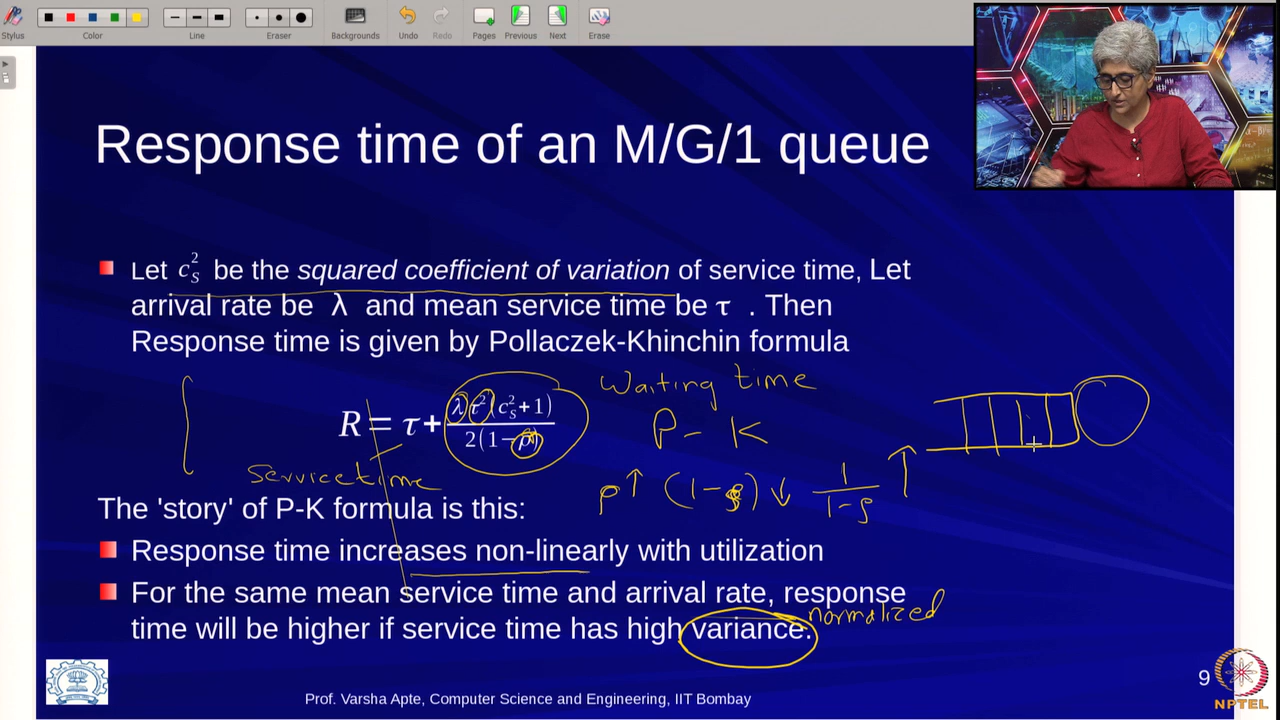 Stylus
Color
Line
Eraser
Backgrounds
Undo
Redo
Pages
Previous
Next
Erase
Response time of an M/G/1 queue
Let c_S^2 be the squared coefficient of variation of service time, Let
arrival rate be λ and mean service time be τ . Then
Response time is given by Pollaczek-Khinchin formula
Waiting time
R = τ + λτ^2(c_S^2+1) / 2(1−ρ)
P - K
Service time
ρ ↑ (1-ρ) ↓ 1/1-ρ ↑
The 'story' of P-K formula is this:
Response time increases non-linearly with utilization
For the same mean service time and arrival rate, response
normalized
time will be higher if service time has high variance.
Prof. Varsha Apte, Computer Science and Engineering, IIT Bombay
9
NPTEL